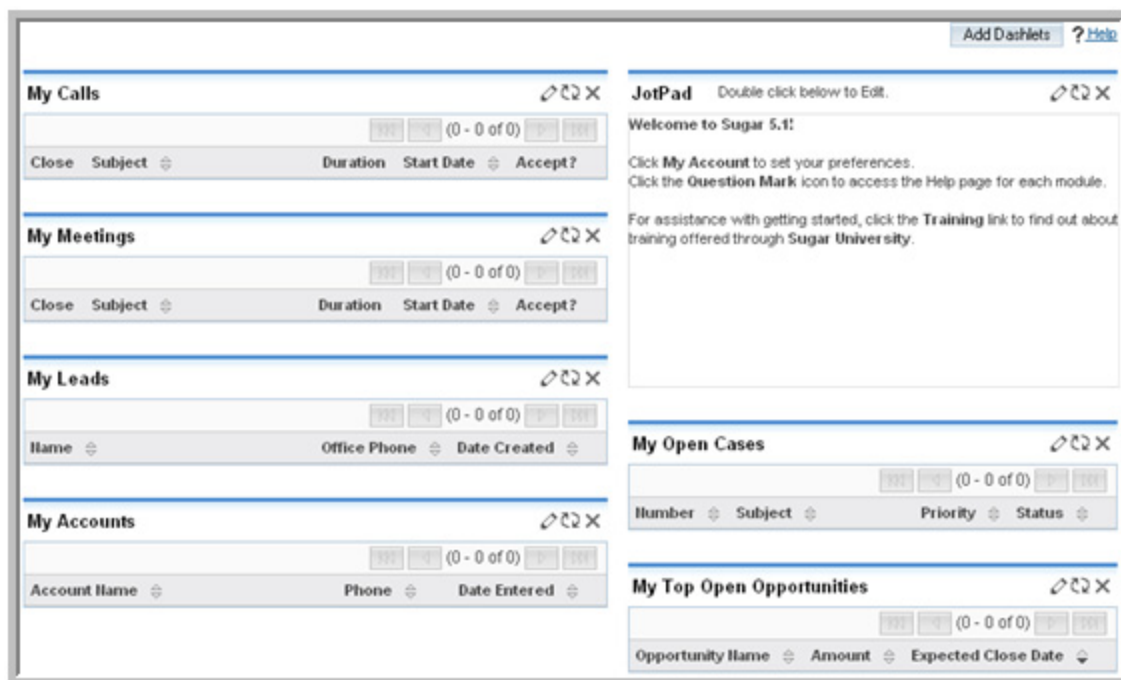 Add Dashlets ? Help
My Calls
(0 - 0 of 0)
Close Subject Duration Start Date Accept?
My Meetings
(0 - 0 of 0)
Close Subject Duration Start Date Accept?
My Leads
(0 - 0 of 0)
Name Office Phone Date Created
My Accounts
(0 - 0 of 0)
Account Name Phone Date Entered
JotPad Double click below to Edit.
Welcome to Sugar 5.1!
Click My Account to set your preferences.
Click the Question Mark icon to access the Help page for each module.
For assistance with getting started, click the Training link to find out about
training offered through Sugar University.
My Open Cases
(0 - 0 of 0)
Number Subject Priority Status
My Top Open Opportunities
(0 - 0 of 0)
Opportunity Name Amount Expected Close Date